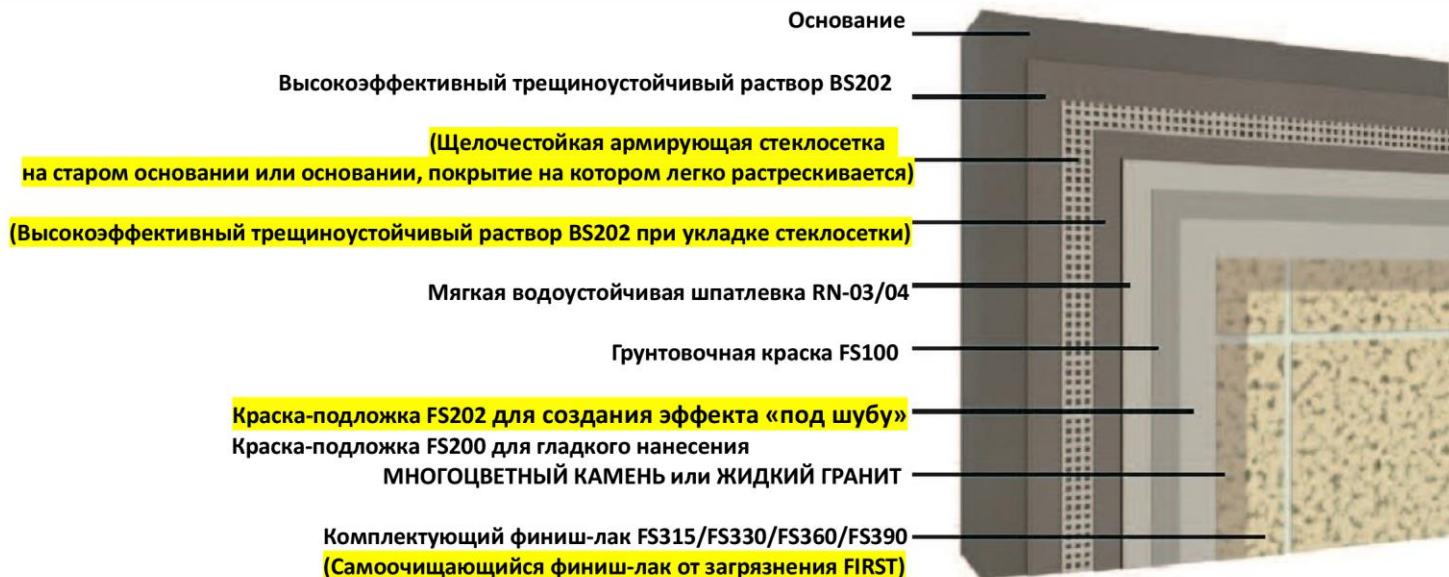 Основание
Высокоэффективный трещиноустойчивый раствор BS202
(Щелочестойкая армирующая стеклосетка
на старом основании или основании, покрытие на котором легко растрескивается)
(Высокоэффективный трещиноустойчивый раствор BS202 при укладке стеклосетки)
Мягкая водоустойчивая шпатлевка RN-03/04
Грунтовочная краска FS100
Краска-подложка FS202 для создания эффекта «под шубу»
Краска-подложка FS200 для гладкого нанесения
МНОГОЦВЕТНЫЙ КАМЕНЬ или ЖИДКИЙ ГРАНИТ
Комплектующий финиш-лак FS315/FS330/FS360/FS390
(Самоочищающийся финиш-лак от загрязнения FIRST)